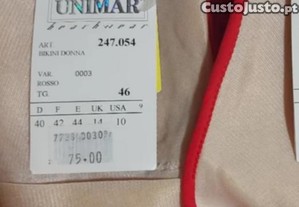 CustoJusto.pt
UNIMAR
beachwear
ART. 247.054
BIKINI DONNA
VAR. 0003
ROSSO
TG. 46
D F E UK USA ?
40 42 44 14 10
75.00